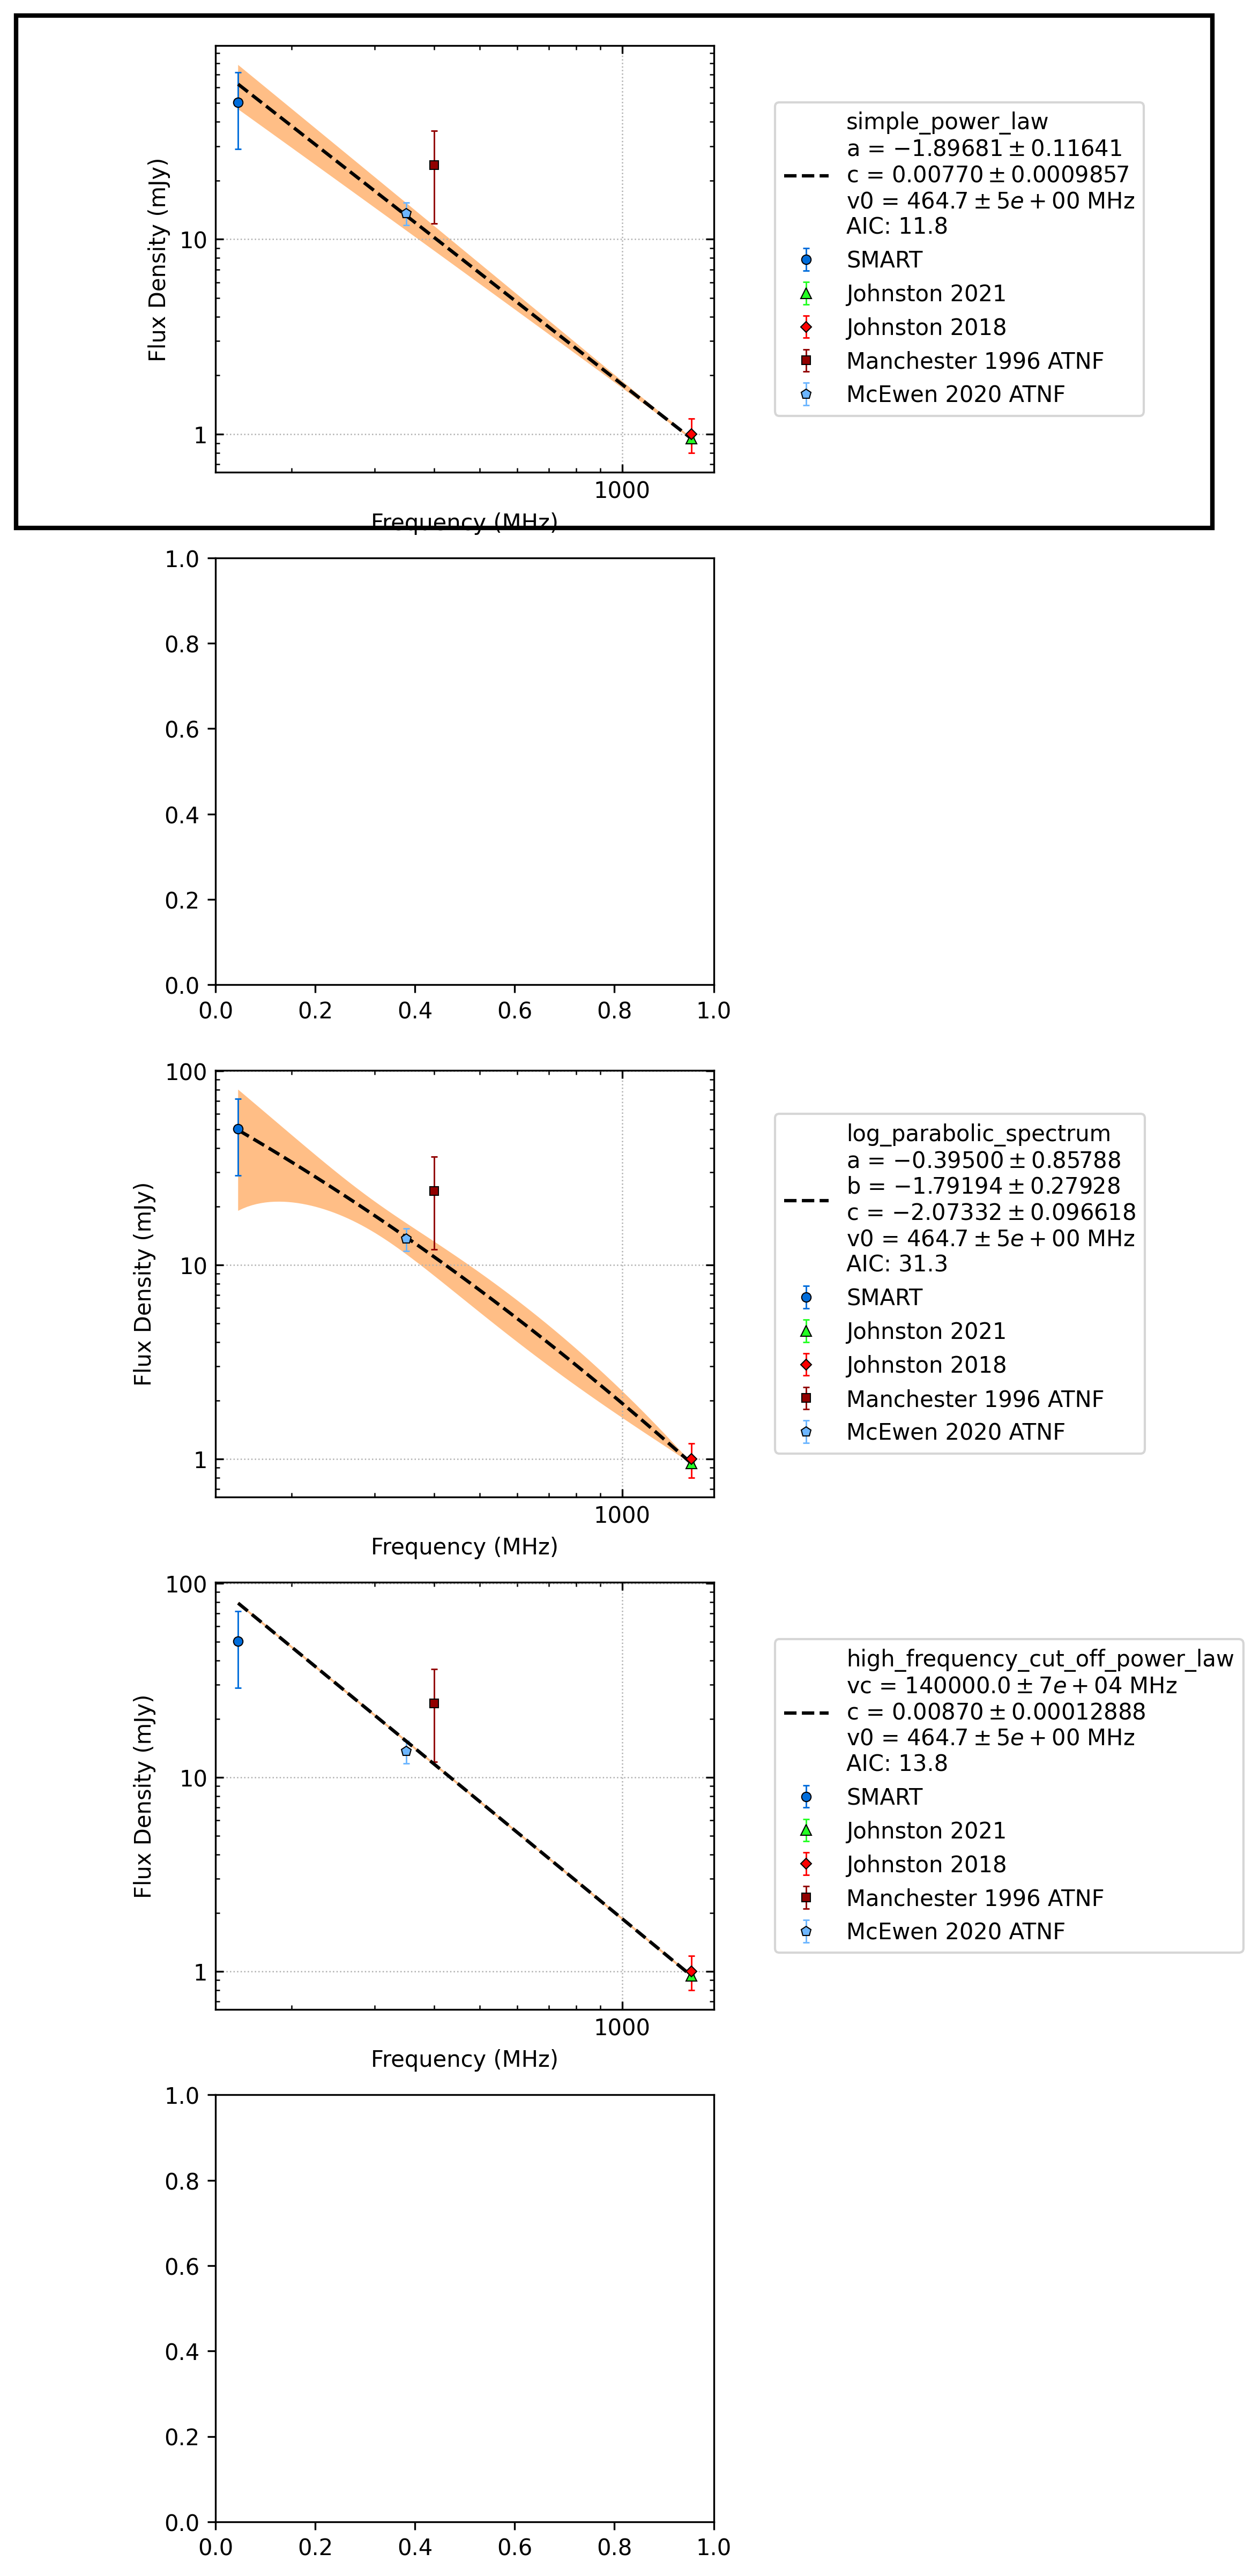 10
1
Flux Density (mJy)
1000
Frequency (MHz)
simple_power_law
a = −1.89681 ± 0.11641
c = 0.00770 ± 0.0009857
v0 = 464.7 ± 5e + 00 MHz
AIC: 11.8
SMART
Johnston 2021
Johnston 2018
Manchester 1996 ATNF
McEwen 2020 ATNF
1.0
0.8
0.6
0.4
0.2
0.0
0.0 0.2 0.4 0.6 0.8 1.0
100
10
1
Flux Density (mJy)
1000
Frequency (MHz)
log_parabolic_spectrum
a = −0.39500 ± 0.85788
b = −1.79194 ± 0.27928
c = −2.07332 ± 0.096618
v0 = 464.7 ± 5e + 00 MHz
AIC: 31.3
SMART
Johnston 2021
Johnston 2018
Manchester 1996 ATNF
McEwen 2020 ATNF
100
10
1
Flux Density (mJy)
1000
Frequency (MHz)
high_frequency_cut_off_power_law
vc = 140000.0 ± 7e + 04 MHz
c = 0.00870 ± 0.00012888
v0 = 464.7 ± 5e + 00 MHz
AIC: 13.8
SMART
Johnston 2021
Johnston 2018
Manchester 1996 ATNF
McEwen 2020 ATNF
1.0
0.8
0.6
0.4
0.2
0.0
0.0 0.2 0.4 0.6 0.8 1.0